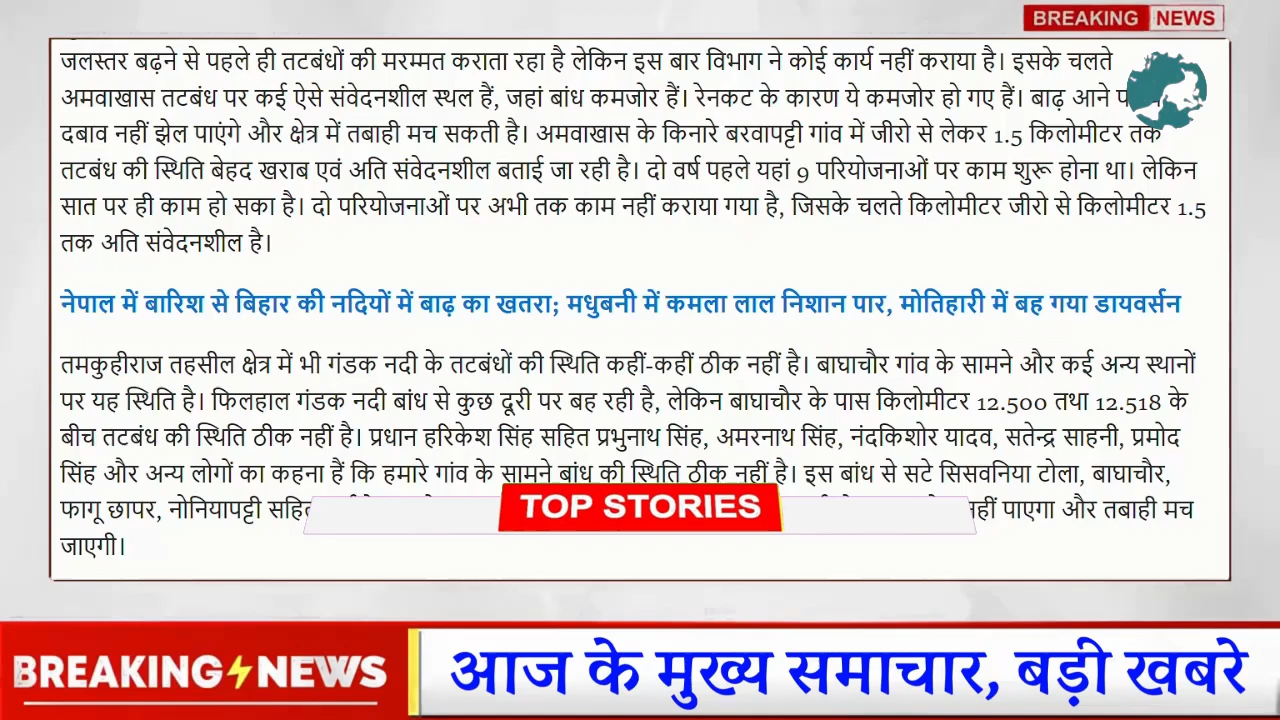 BREAKING NEWS
जलस्तर बढ़ने से पहले ही तटबंधों की मरम्मत कराता रहा है लेकिन इस बार विभाग ने कोई कार्य नहीं कराया है। इसके चलते
अमवाखास तटबंध पर कई ऐसे संवेदनशील स्थल हैं, जहां बांध कमजोर हैं। रेनकट के कारण ये कमजोर हो गए हैं। बाढ़ आने
दबाव नहीं झेल पाएंगे और क्षेत्र में तबाही मच सकती है। अमवाखास के किनारे बरवापट्टी गांव में जीरो से लेकर 1.5 किलोमीटर तक
तटबंध की स्थिति बेहद खराब एवं अति संवेदनशील बताई जा रही है। दो वर्ष पहले यहां 9 परियोजनाओं पर काम शुरू होना था। लेकिन
सात पर ही काम हो सका है। दो परियोजनाओं पर अभी तक काम नहीं कराया गया है, जिसके चलते किलोमीटर जीरो से किलोमीटर 1.5
तक अति संवेदनशील है।
नेपाल में बारिश से बिहार की नदियों में बाढ़ का खतरा; मधुबनी में कमला लाल निशान पार, मोतिहारी में बह गया डायवर्सन
तमकुहीराज तहसील क्षेत्र में भी गंडक नदी के तटबंधों की स्थिति कहीं-कहीं ठीक नहीं है। बाघाचौर गांव के सामने और कई अन्य स्थानों
पर यह स्थिति है। फिलहाल गंडक नदी बांध से कुछ दूरी पर बह रही है, लेकिन बाघाचौर के पास किलोमीटर 12.500 तथा 12.518 के
बीच तटबंध की स्थिति ठीक नहीं है। प्रधान हरिकेश सिंह सहित प्रभुनाथ सिंह, अमरनाथ सिंह, नंदकिशोर यादव, सतेन्द्र साहनी, प्रमोद
सिंह और अन्य लोगों का कहना हैं कि हमारे गांव के सामने बांध की स्थिति ठीक नहीं है। इस बांध से सटे सिसवनिया टोला, बाघाचौर,
फागू छापर, नोनियापट्टी सहित नहीं पाएगा और तबाही मच
जाएगी।
TOP STORIES
BREAKING NEWS
आज के मुख्य समाचार, बड़ी खबरे